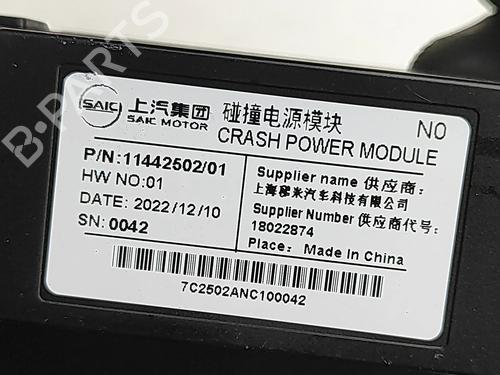 SAIC 上汽集团 碰撞电源模块 N0
SAIC MOTOR CRASH POWER MODULE
P/N:11442502/01
HW NO:01
DATE: 2022/12/10
SN: 0042
Supplier name 供应商:
上海 米汽车科技有限公司
Supplier Number 供应商代号:
18022874
Place: Made in China
7C2502ANC100042
B-PARTS